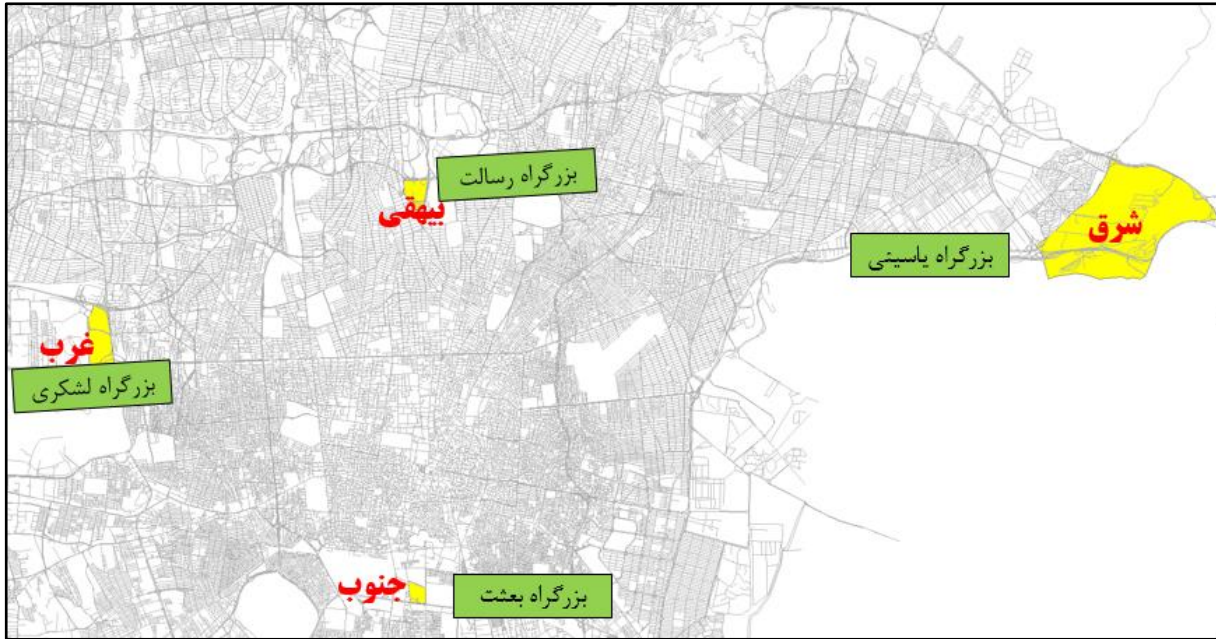 بزرگراه رسالت
بیهقی
شرق
بزرگراه یاسینی
غرب
بزرگراه لشکری
جنوب
بزرگراه بعثت